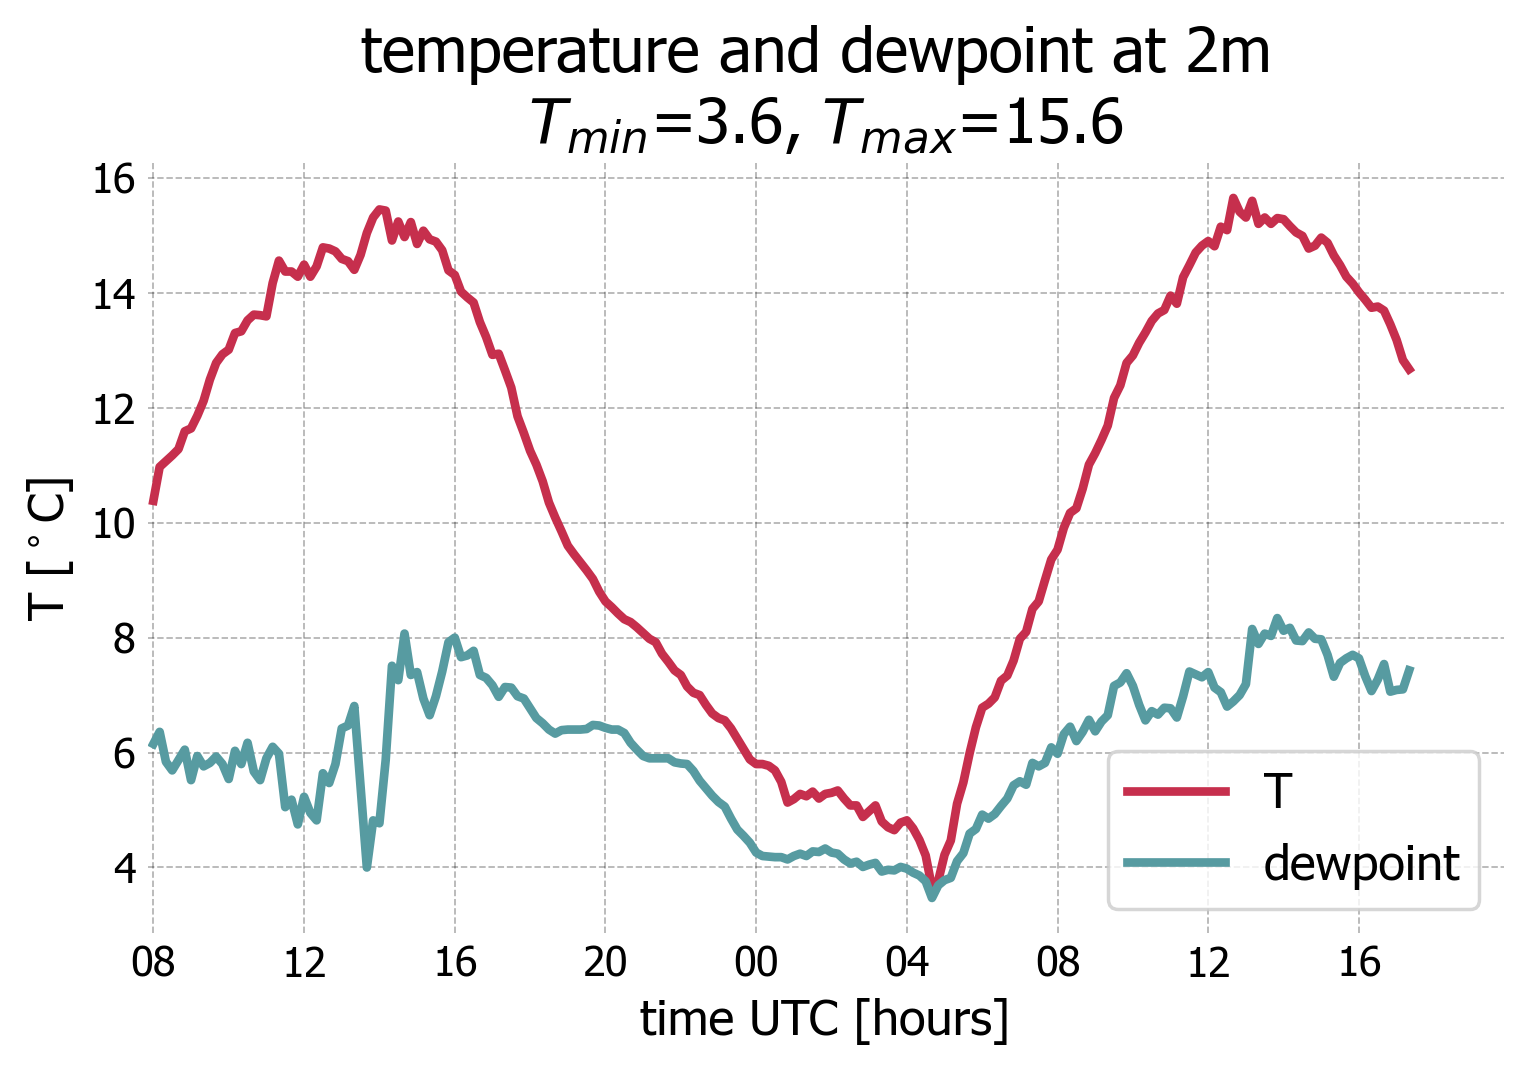 temperature and dewpoint at 2m
T_min=3.6, T_max=15.6
16
14
12
10
8
6
4
T [°C]
08 12 16 20 00 04 08 12 16
time UTC [hours]
T
dewpoint